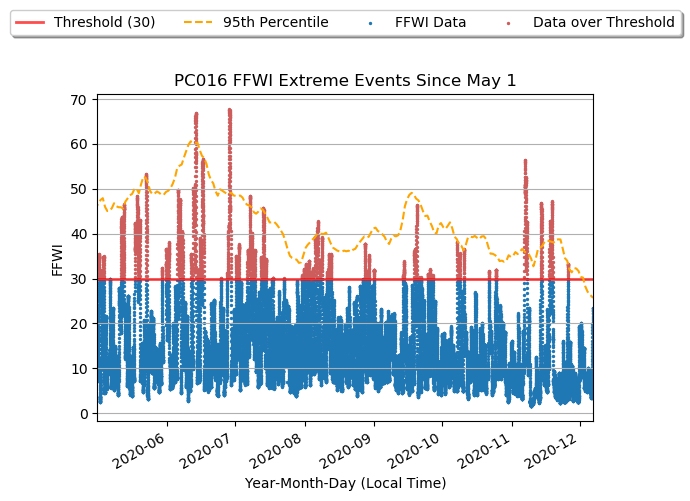 Threshold (30) 95th Percentile FFWI Data Data over Threshold
PC016 FFWI Extreme Events Since May 1
70
60
50
40
30
20
10
0
FFWI
2020-06 2020-07 2020-08 2020-09 2020-10 2020-11 2020-12
Year-Month-Day (Local Time)